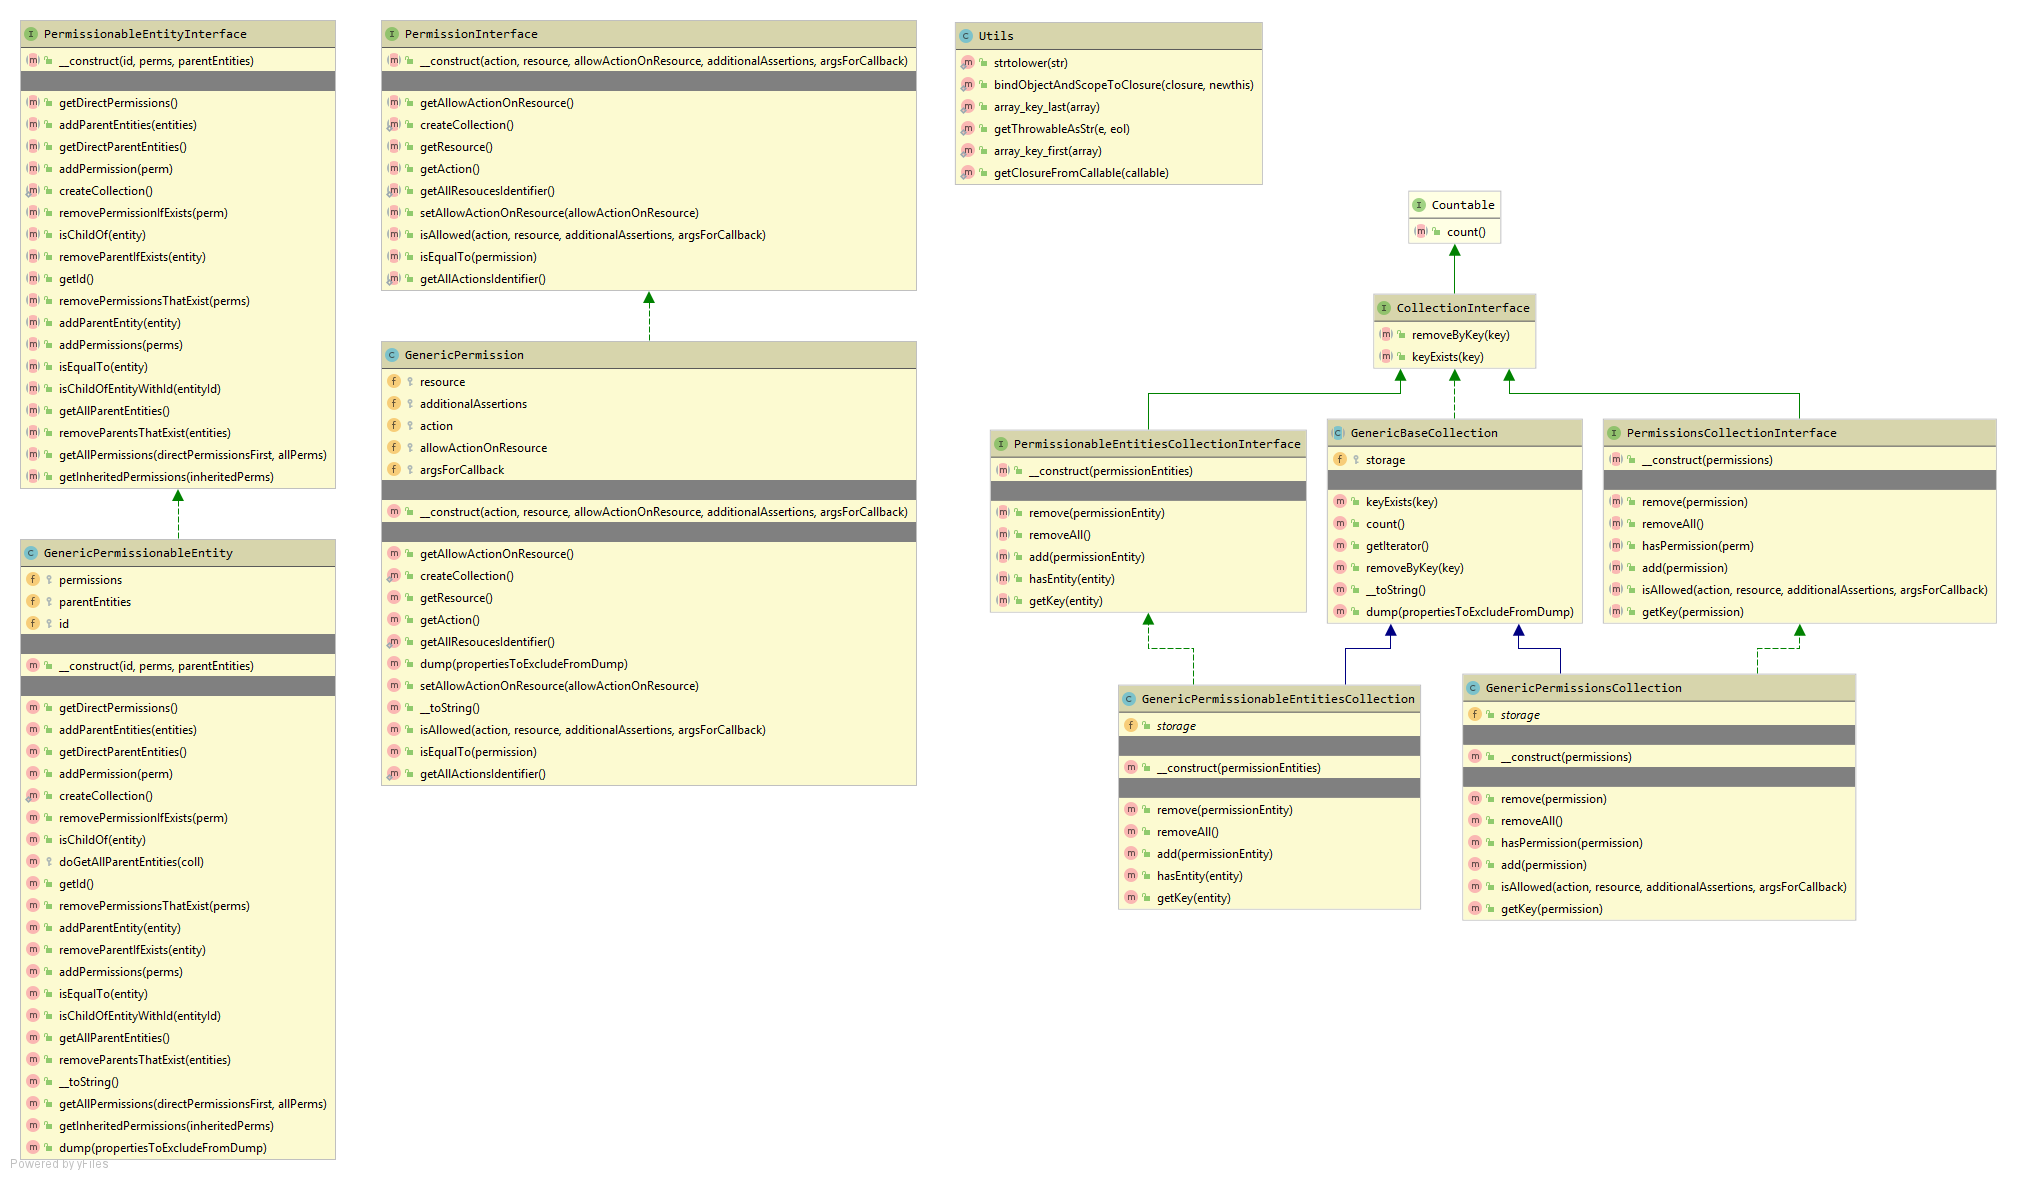 PermissionableEntityInterface
__construct(id, perms, parentEntities)
getDirectPermissions()
addParentEntities(entities)
getDirectParentEntities()
addPermission(perm)
createCollection()
removePermissionIfExists(perm)
isChildOf(entity)
removeParentIfExists(entity)
getId()
removePermissionsThatExist(perms)
addParentEntity(entity)
addPermissions(perms)
isEqualTo(entity)
isChildOfEntityWithId(entityId)
getAllParentEntities()
removeParentsThatExist(entities)
getAllPermissions(directPermissionsFirst, allPerms)
getInheritedPermissions(inheritedPerms)
GenericPermissionableEntity
permissions
parentEntities
id
__construct(id, perms, parentEntities)
getDirectPermissions()
addParentEntities(entities)
getDirectParentEntities()
addPermission(perm)
createCollection()
removePermissionIfExists(perm)
isChildOf(entity)
doGetAllParentEntities(coll)
getId()
removePermissionsThatExist(perms)
addParentEntity(entity)
removeParentIfExists(entity)
addPermissions(perms)
isEqualTo(entity)
isChildOfEntityWithId(entityId)
getAllParentEntities()
removeParentsThatExist(entities)
__toString()
getAllPermissions(directPermissionsFirst, allPerms)
getInheritedPermissions(inheritedPerms)
dump(propertiesToExcludeFromDump)
Powered by yFiles
PermissionInterface
__construct(action, resource, allowActionOnResource, additionalAssertions, argsForCallback)
getAllowActionOnResource()
createCollection()
getResource()
getAction()
getAllResoucesIdentifier()
setAllowActionOnResource(allowActionOnResource)
isAllowed(action, resource, additionalAssertions, argsForCallback)
isEqualTo(permission)
getAllActionsIdentifier()
GenericPermission
resource
additionalAssertions
action
allowActionOnResource
argsForCallback
__construct(action, resource, allowActionOnResource, additionalAssertions, argsForCallback)
getAllowActionOnResource()
createCollection()
getResource()
getAction()
getAllResoucesIdentifier()
dump(propertiesToExcludeFromDump)
setAllowActionOnResource(allowActionOnResource)
__toString()
isAllowed(action, resource, additionalAssertions, argsForCallback)
isEqualTo(permission)
getAllActionsIdentifier()
Utils
strtolower(str)
bindObjectAndScopeToClosure(closure, newthis)
array_key_last(array)
getThrowableAsStr(e, eol)
array_key_first(array)
getClosureFromCallable(callable)
Countable
count()
CollectionInterface
removeByKey(key)
keyExists(key)
PermissionableEntitiesCollectionInterface
__construct(permissionEntities)
remove(permissionEntity)
removeAll()
add(permissionEntity)
hasEntity(entity)
getKey(entity)
GenericBaseCollection
storage
keyExists(key)
count()
getIterator()
removeByKey(key)
__toString()
dump(propertiesToExcludeFromDump)
PermissionsCollectionInterface
__construct(permissions)
remove(permission)
removeAll()
hasPermission(perm)
add(permission)
isAllowed(action, resource, additionalAssertions, argsForCallback)
getKey(permission)
GenericPermissionableEntitiesCollection
storage
__construct(permissionEntities)
remove(permissionEntity)
removeAll()
add(permissionEntity)
hasEntity(entity)
getKey(entity)
GenericPermissionsCollection
storage
__construct(permissions)
remove(permission)
removeAll()
hasPermission(permission)
add(permission)
isAllowed(action, resource, additionalAssertions, argsForCallback)
getKey(permission)